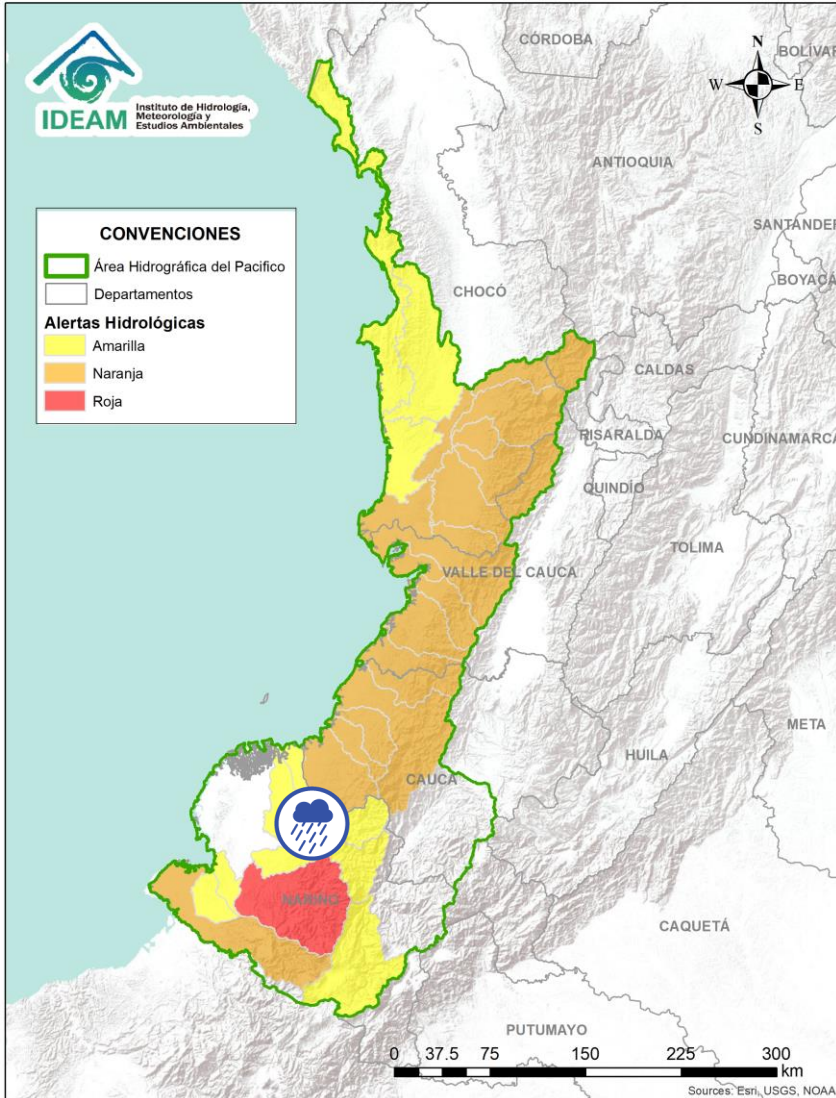 IDEAM
Instituto de Hidrología,
Meteorología y
Estudios Ambientales
N
W E
S
CÓRDOBA
BOLÍVAR
ANTIOQUIA
SANTANDER
BOYACÁ
CHOCÓ
CALDAS
RISARALDA
CUNDINAMARCA
QUINDÍO
TOLIMA
VALLE DEL CAUCA
META
HUILA
CAUCA
NARIÑO
CAQUETÁ
PUTUMAYO
CONVENCIONES
Área Hidrográfica del Pacifico
Departamentos
Alertas Hidrológicas
Amarilla
Naranja
Roja
0 37.5 75 150 225 300
km
Sources: Esri, USGS, NOAA